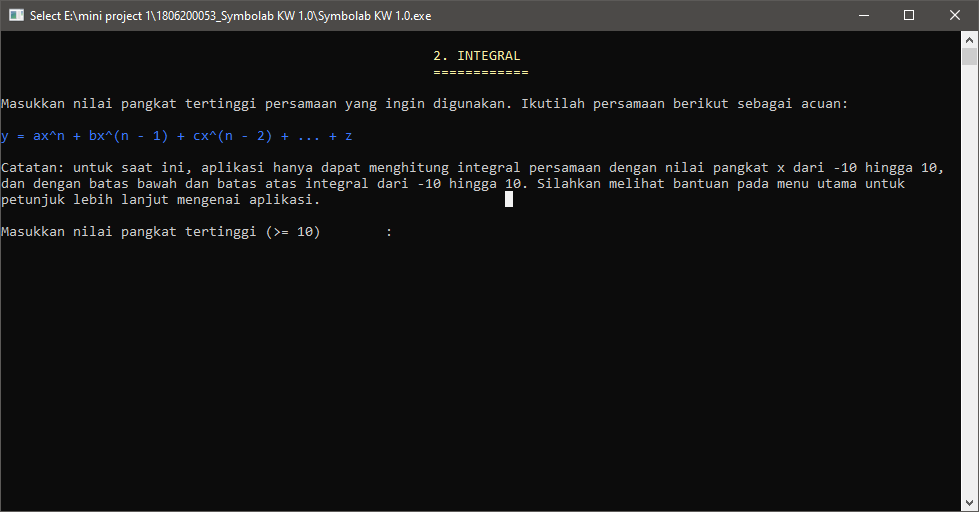 Select E:\mini project 1\1806200053_Symbolab KW 1.0\Symbolab KW 1.0.exe
2. INTEGRAL
============
Masukkan nilai pangkat tertinggi persamaan yang ingin digunakan. Ikutilah persamaan berikut sebagai acuan:
y = ax^n + bx^(n - 1) + cx^(n - 2) + ... + z
Catatan: untuk saat ini, aplikasi hanya dapat menghitung integral persamaan dengan nilai pangkat x dari -10 hingga 10,
dan dengan batas bawah dan batas atas integral dari -10 hingga 10. Silahkan melihat bantuan pada menu utama untuk
petunjuk lebih lanjut mengenai aplikasi.
Masukkan nilai pangkat tertinggi (>= 10)        :